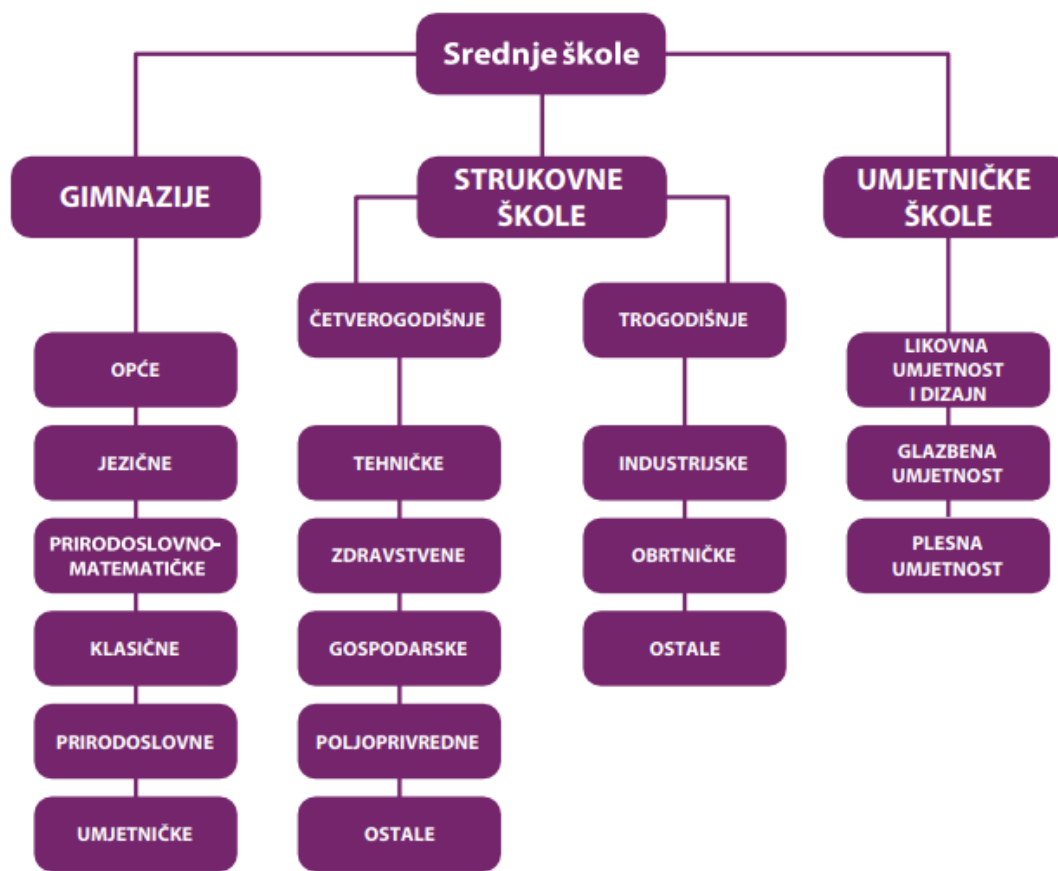 Srednje škole
GIMNAZIJE
OPĆE
JEZIČNE
PRIRODOSLOVNO-
MATEMATIČKE
KLASIČNE
PRIRODOSLOVNE
UMJETNIČKE
STRUKOVNE
ŠKOLE
ČETVEROGODIŠNJE
TEHNIČKE
ZDRAVSTVENE
GOSPODARSKE
POLJOPRIVREDNE
OSTALE
TROGODIŠNJE
INDUSTRIJSKE
OBRTNIČKE
OSTALE
UMJETNIČKE
ŠKOLE
LIKOVNA
UMJETNOST
I DIZAJN
GLAZBENA
UMJETNOST
PLESNA
UMJETNOST